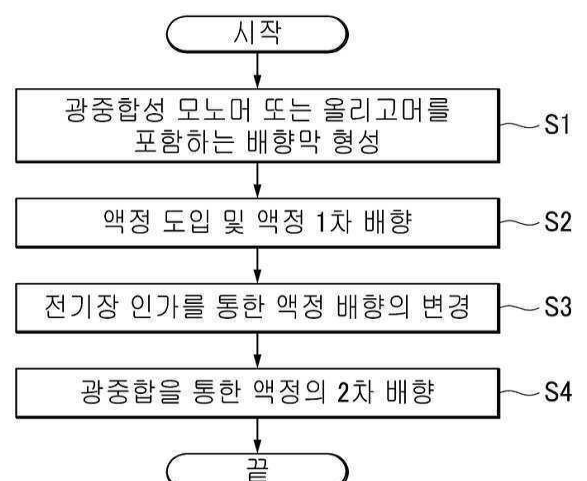 시작
광중합성 모노머 또는 올리고머를
포함하는 배향막 형성
S1
액정 도입 및 액정 1차 배향
S2
전기장 인가를 통한 액정 배향의 변경
S3
광중합을 통한 액정의 2차 배향
S4
끝